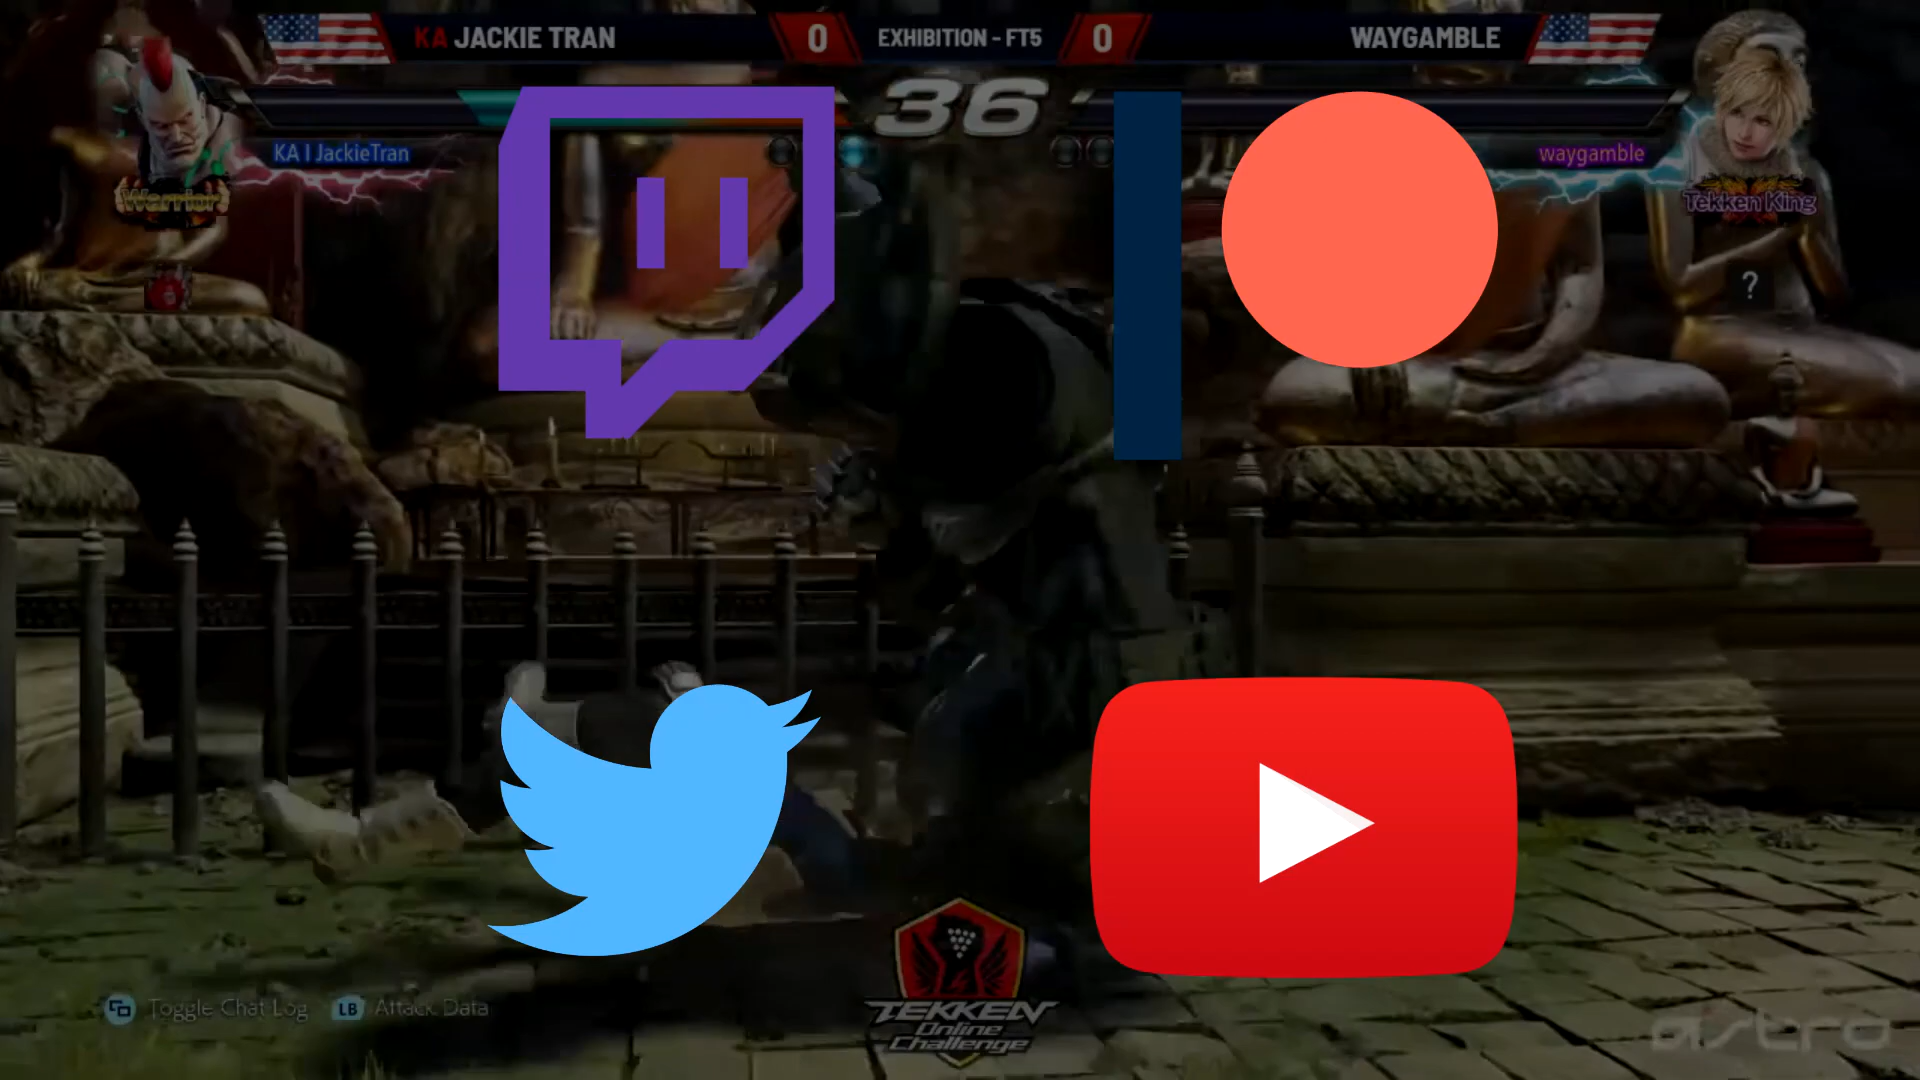 KA JACKIE TRAN 0 EXHIBITION - FT5 0 WAYGAMBLE
36
KA I JackieTran
waygamble
Warrior
Tekken King
?
TEKKEN
Online
Challenge
Toggle Chat Log LB Attack Data
astro